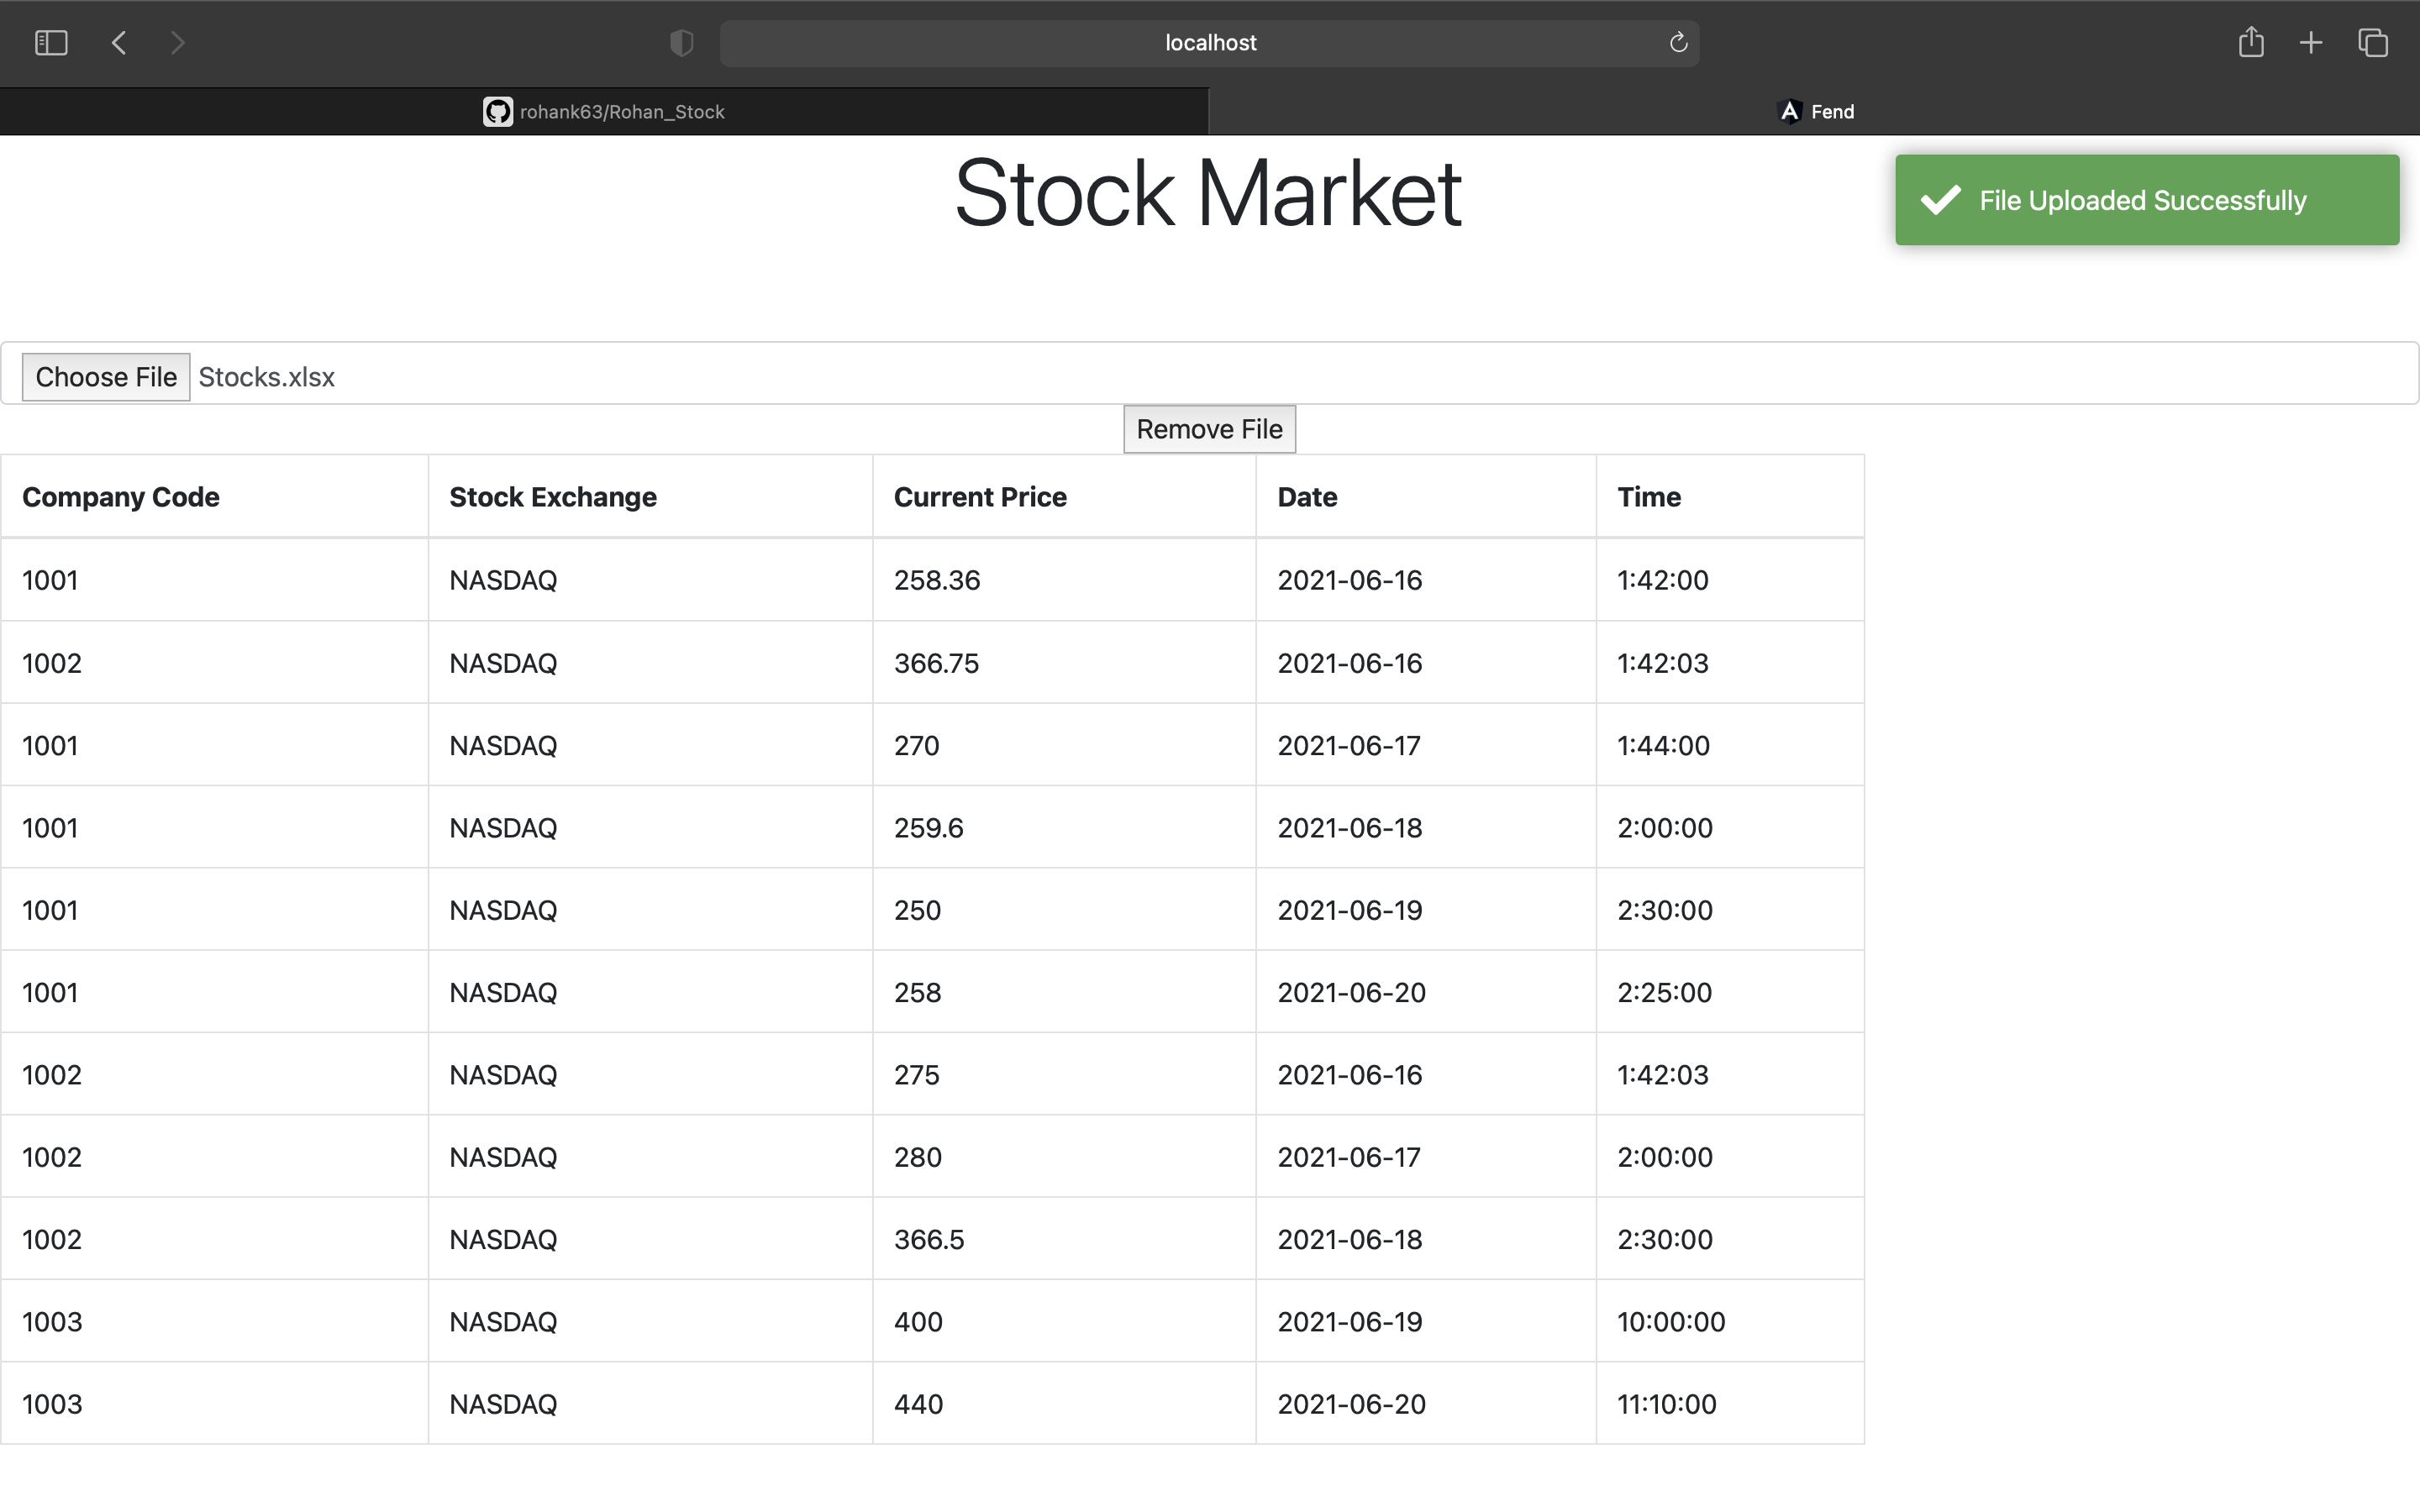 localhost
rohank63/Rohan_Stock
Fend
Stock Market
File Uploaded Successfully
Choose File Stocks.xlsx
Remove File
Company Code Stock Exchange Current Price Date Time
1001 NASDAQ 258.36 2021-06-16 1:42:00
1002 NASDAQ 366.75 2021-06-16 1:42:03
1001 NASDAQ 270 2021-06-17 1:44:00
1001 NASDAQ 259.6 2021-06-18 2:00:00
1001 NASDAQ 250 2021-06-19 2:30:00
1001 NASDAQ 258 2021-06-20 2:25:00
1002 NASDAQ 275 2021-06-16 1:42:03
1002 NASDAQ 280 2021-06-17 2:00:00
1002 NASDAQ 366.5 2021-06-18 2:30:00
1003 NASDAQ 400 2021-06-19 10:00:00
1003 NASDAQ 440 2021-06-20 11:10:00